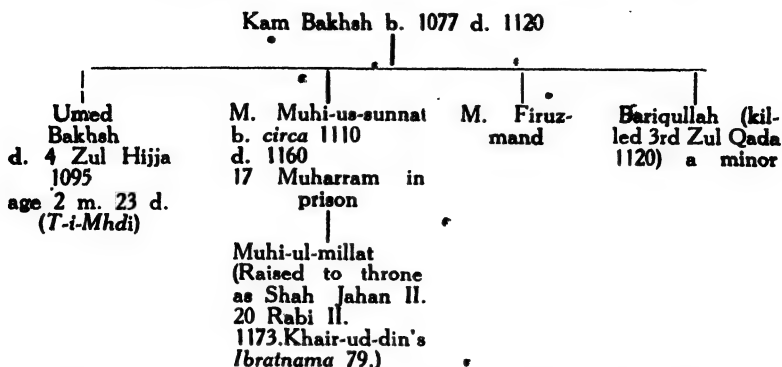 Kam Bakhsh b. 1077 d. 1120
Umed
Bakhsh
d. 4 Zul Hijja
1095
age 2 m. 23 d.
(T-i-Mhdi)
M. Muhi-us-sunnat
b. circa 1110
d. 1160
17 Muharram in
prison
Muhi-ul-millat
(Raised to throne
as Shah Jahan II.
20 Rabi II.
1173.Khair-ud-din's
Ibratnama 79.)
M. Firuz-
mand
Bariqullah (kil-
led 3rd Zul Qada
1120) a minor